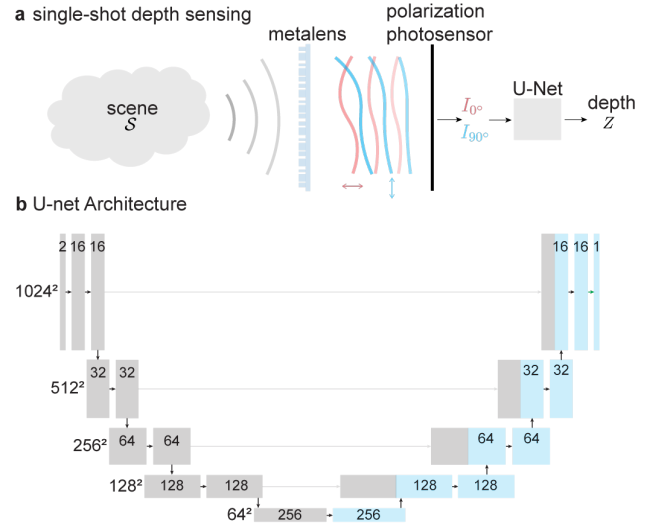 a single-shot depth sensing
metalens
polarization
photosensor
scene
S
I0°
I90°
U-Net
depth
Z
b U-net Architecture
2 16 16
16 16 1
1024²
32 32
32 32
512²
64 64
64 64
256²
128 128
128 128
128²
64²
256 256